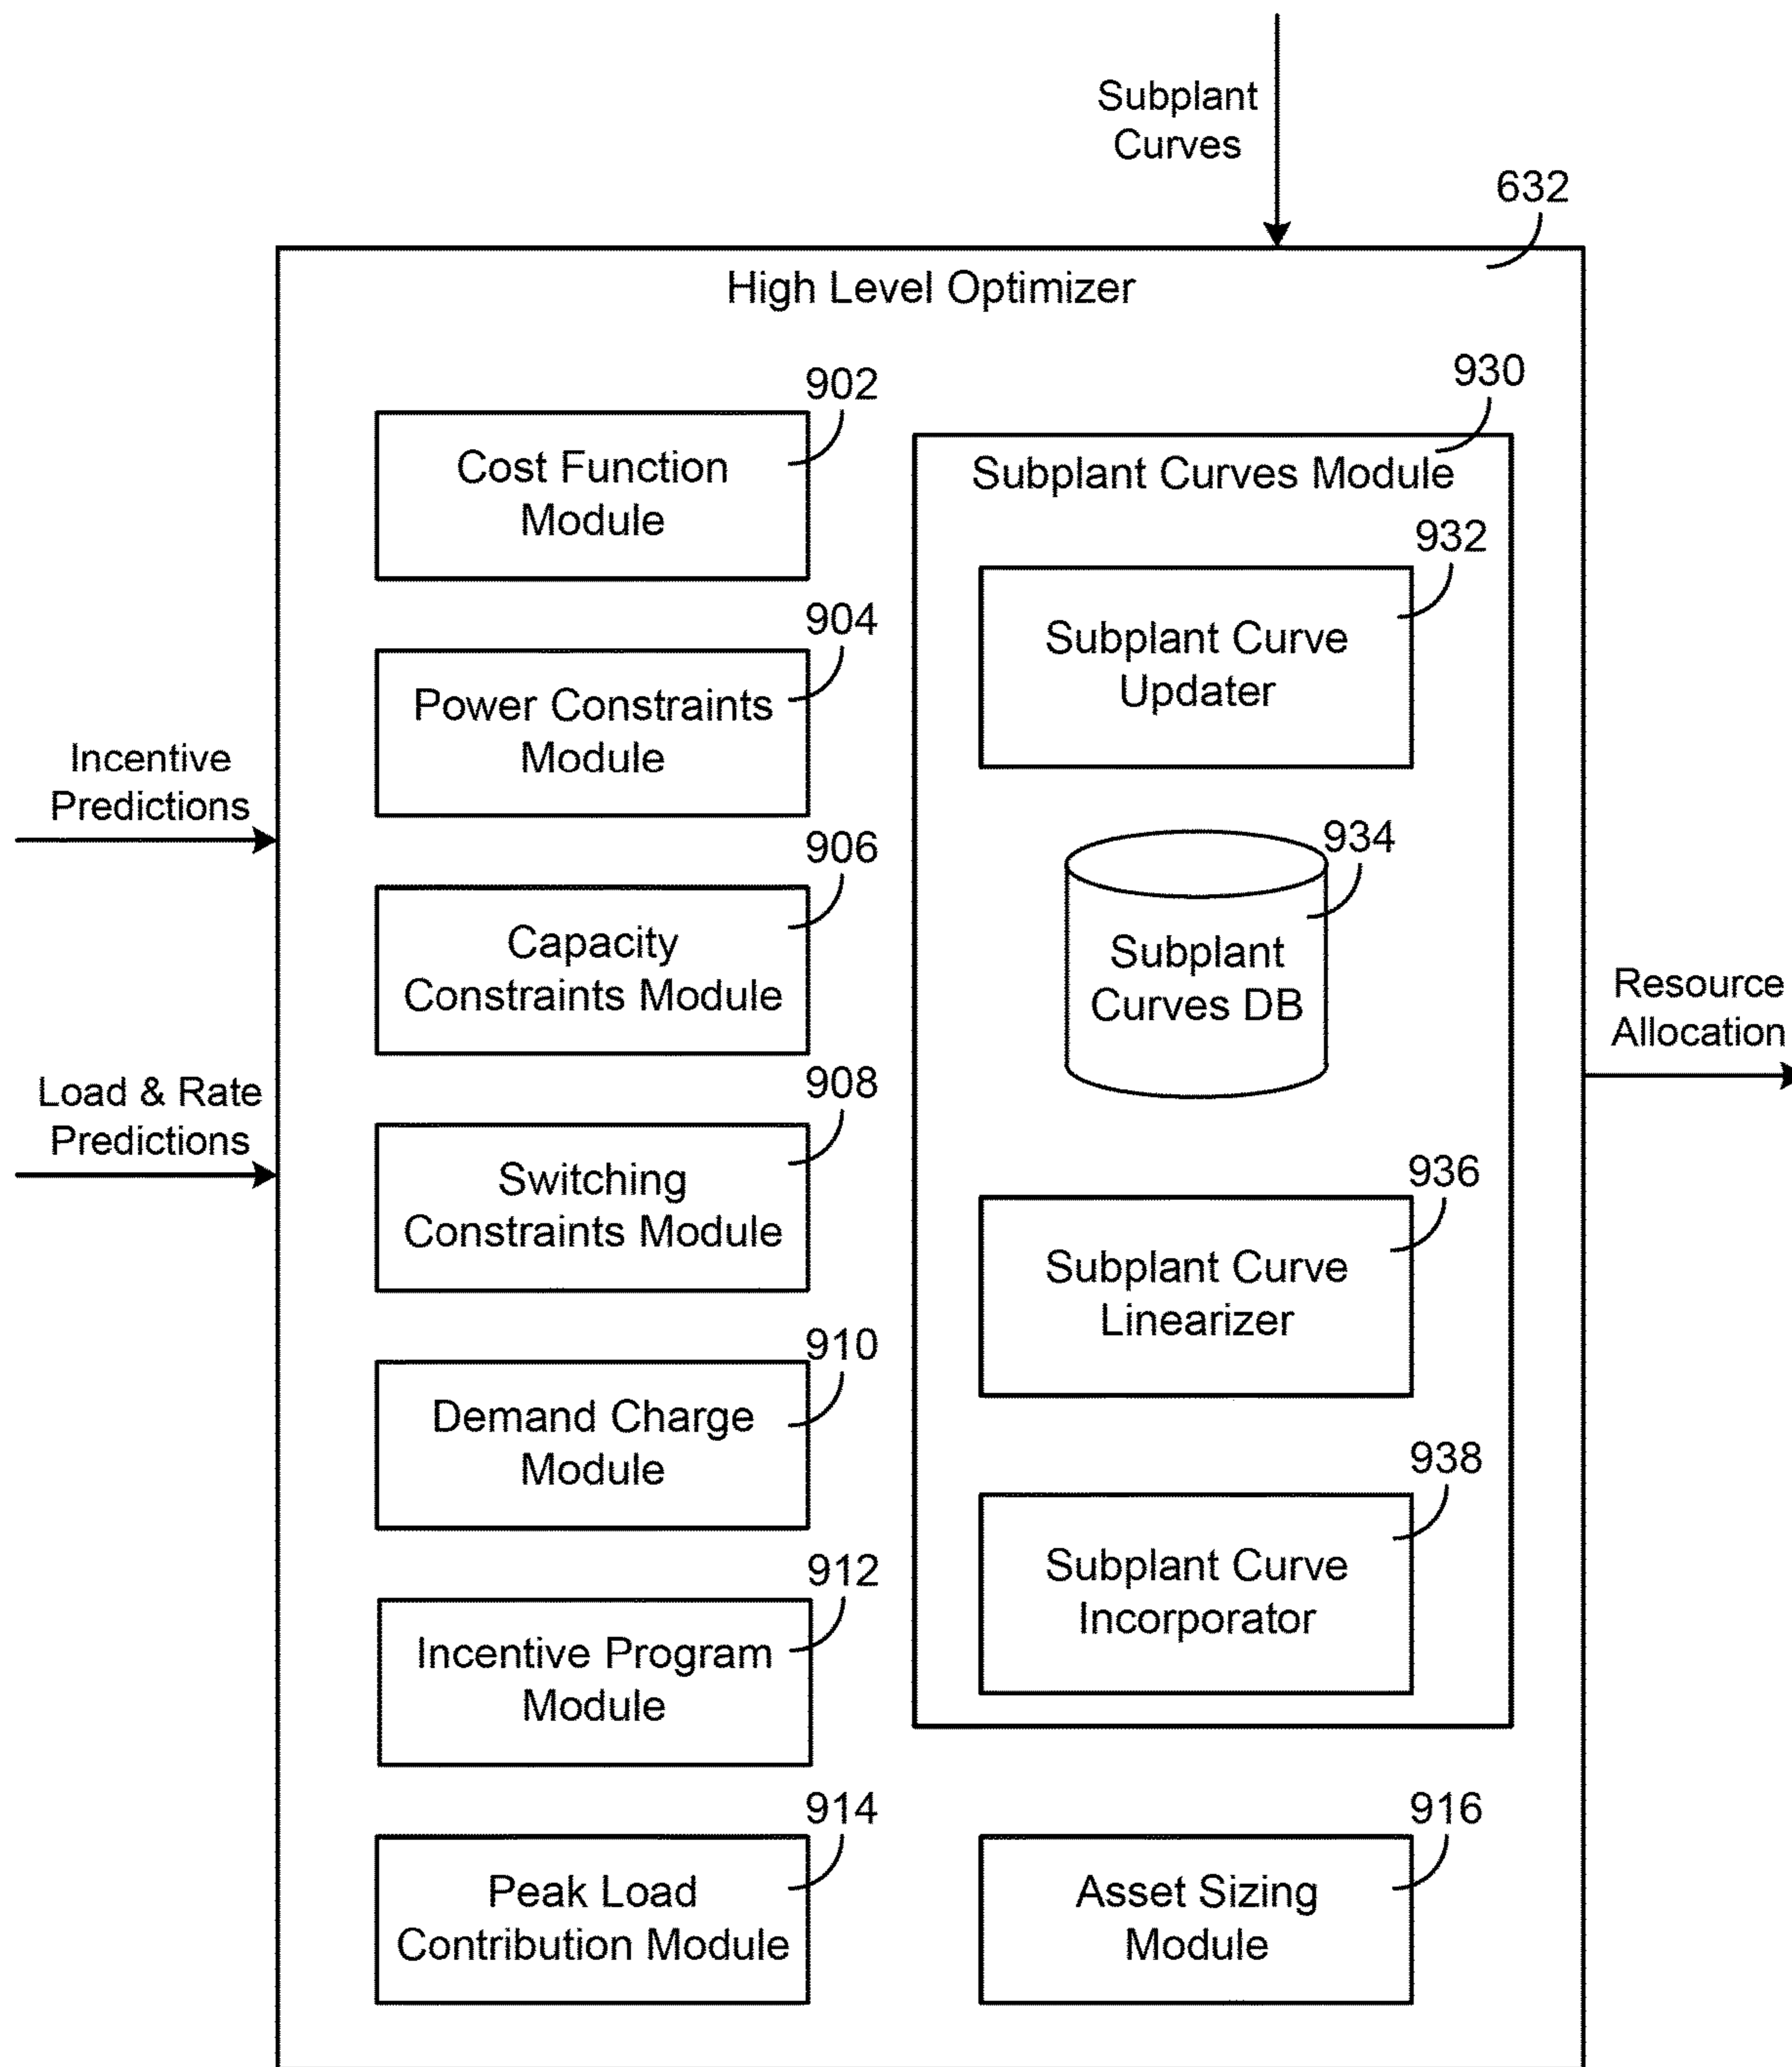 Subplant
Curves
632
High Level Optimizer
902
Cost Function
Module
904
Power Constraints
Module
Incentive
Predictions
906
Capacity
Constraints Module
Load & Rate
Predictions
908
Switching
Constraints Module
910
Demand Charge
Module
912
Incentive Program
Module
914
Peak Load
Contribution Module
930
Subplant Curves Module
932
Subplant Curve
Updater
934
Subplant
Curves DB
936
Subplant Curve
Linearizer
938
Subplant Curve
Incorporator
916
Asset Sizing
Module
Resource
Allocation